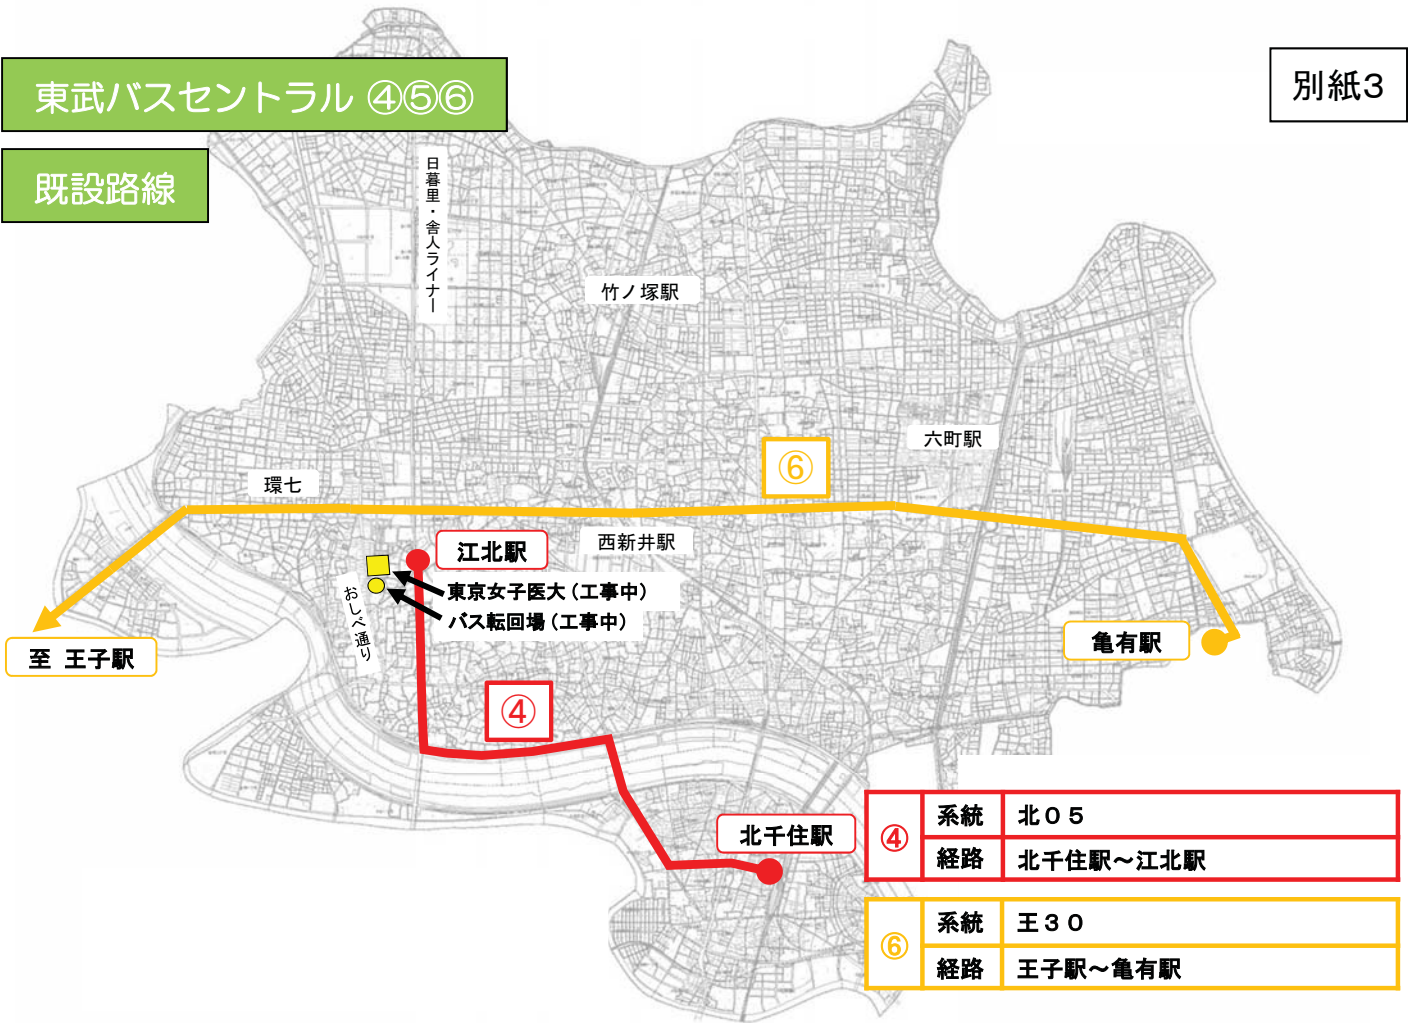 東武バスセントラル ④⑤⑥
別紙3
既設路線
日暮里・舎人ライナー
竹ノ塚駅
六町駅
⑥
環七
西新井駅
江北駅
東京女子医大（工事中）
バス転回場（工事中）
おしべ通り
至 王子駅
亀有駅
④
北千住駅
④ 系統 北０５
経路 北千住駅～江北駅
⑥ 系統 王３０
経路 王子駅～亀有駅